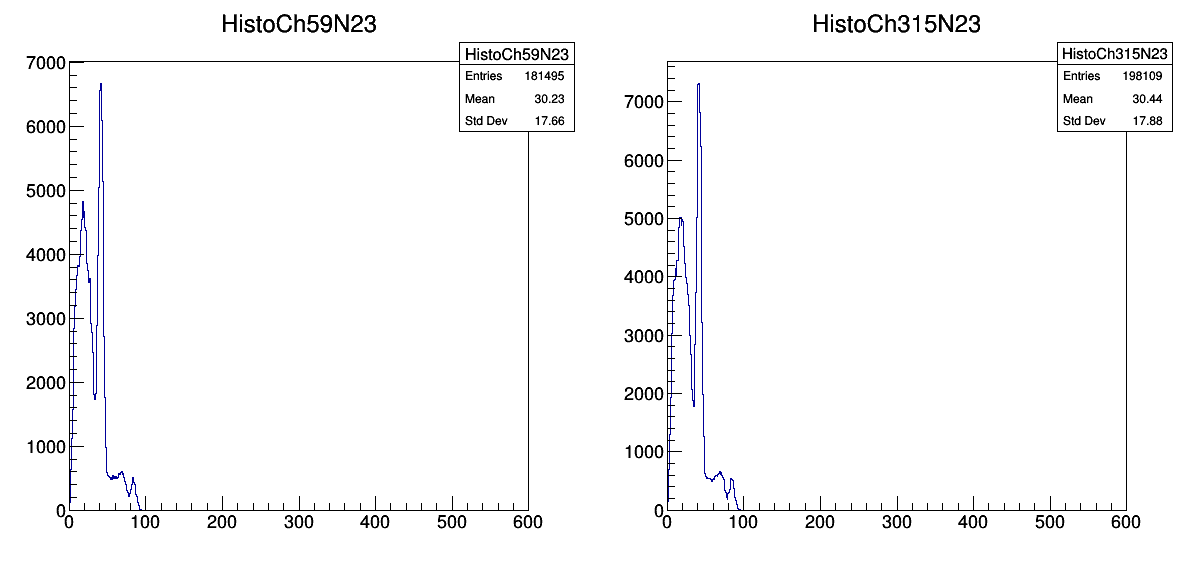 HistoCh59N23
HistoCh59N23
Entries 181495
Mean 30.23
Std Dev 17.66
7000
6000
5000
4000
3000
2000
1000
0
0 100 200 300 400 500 600
HistoCh315N23
HistoCh315N23
Entries 198109
Mean 30.44
Std Dev 17.88
7000
6000
5000
4000
3000
2000
1000
0
0 100 200 300 400 500 600